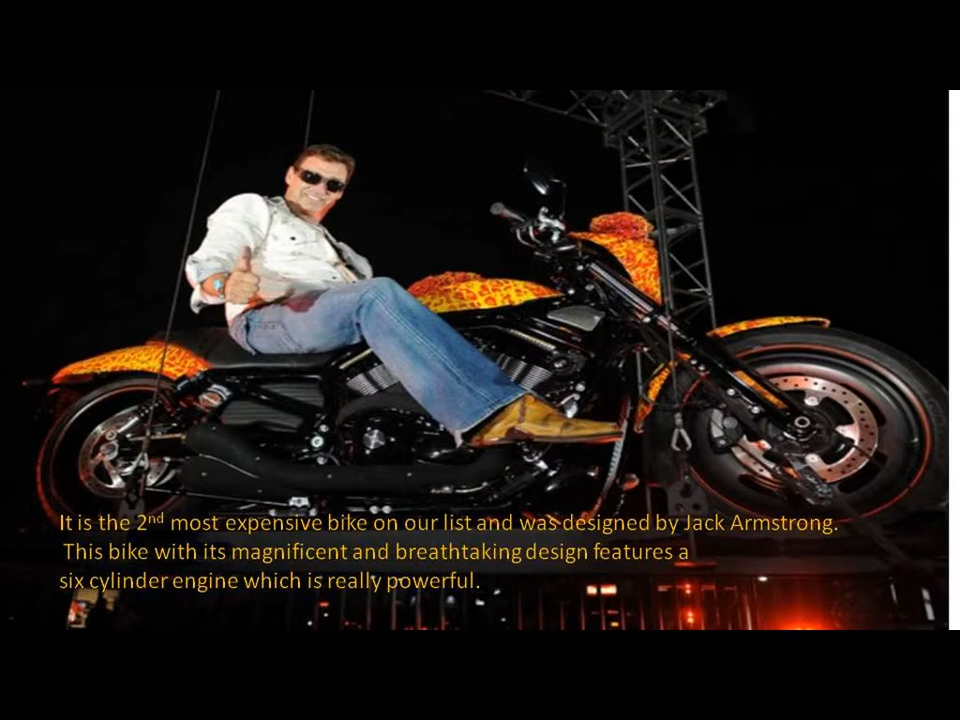 It is the 2nd most expensive bike on our list and was designed by Jack Armstrong.
This bike with its magnificent and breathtaking design features a
six cylinder engine which is really powerful.